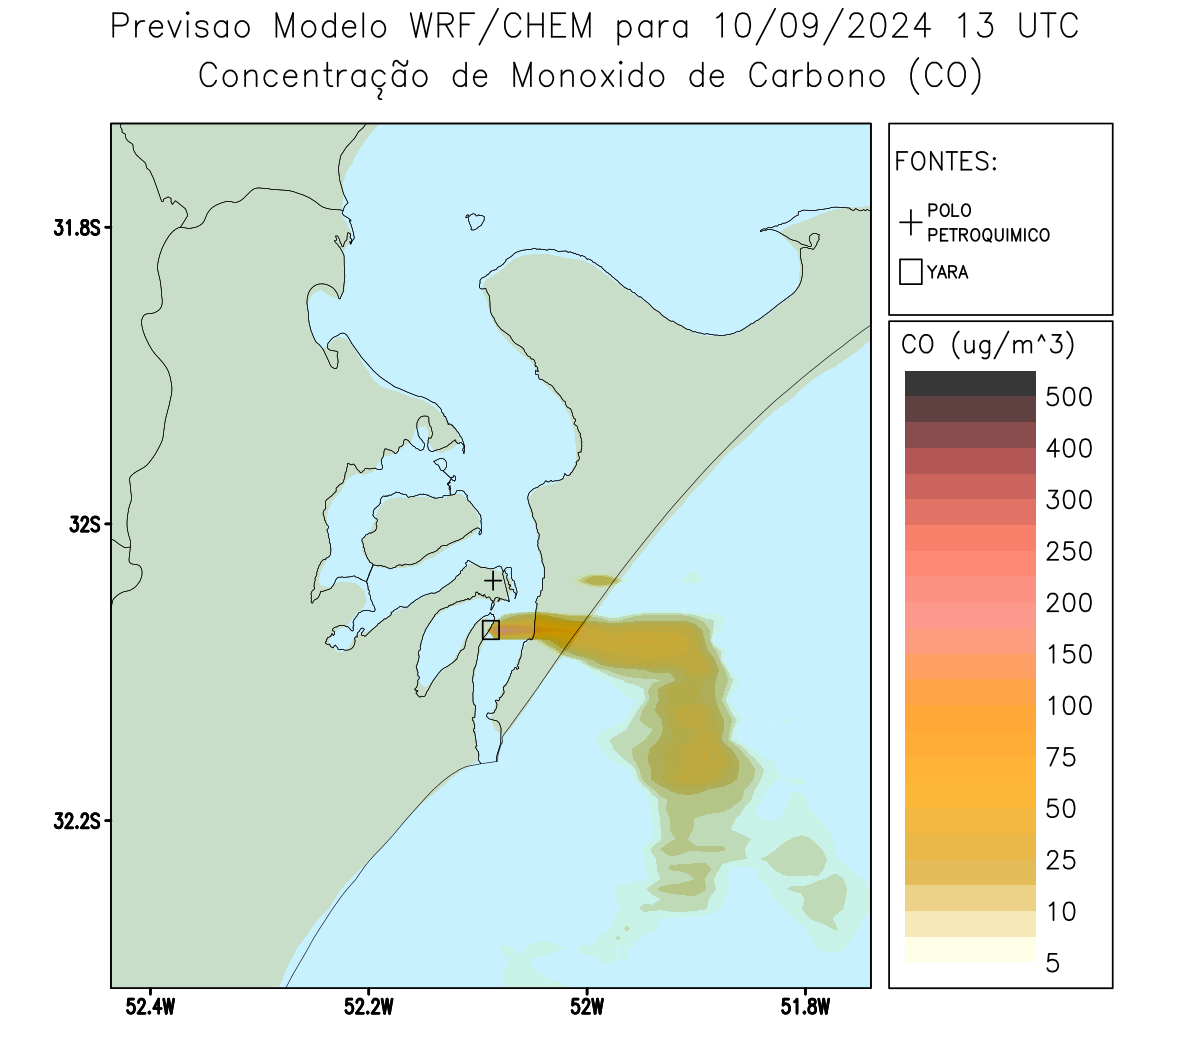 Previsao Modelo WRF/CHEM para 10/09/2024 13 UTC
Concentração de Monoxido de Carbono (CO)
FONTES:
POLO
PETROQUIMICO
YARA
CO (ug/m^3)
500
400
300
250
200
150
100
75
50
25
10
5
31.8S
32S
32.2S
52.4W
52.2W
52W
51.8W